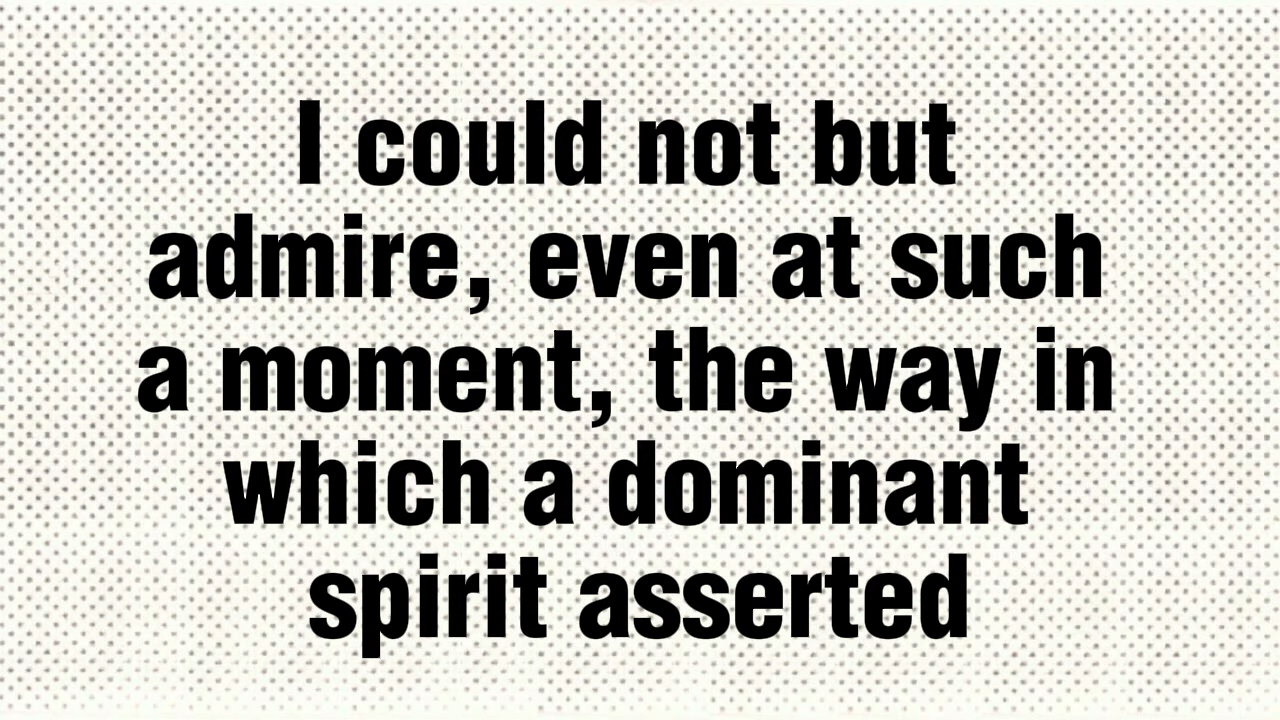 I could not but
admire, even at such
a moment, the way in
which a dominant
spirit asserted